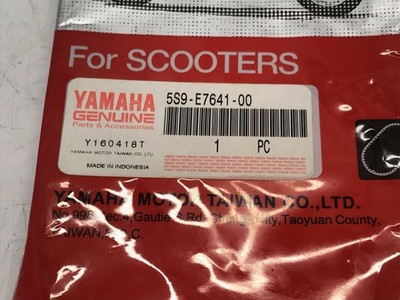 For SCOOTERS
YAMAHA
GENUINE
Parts & Accessories
5S9-E7641-00
Y160418T
1 PC
YAMAHA MOTOR TAIWAN CO.,LTD
MADE IN INDONESIA
YAMAHA MOTOR TAIWAN CO.,LTD.
Taoyuan County,
TAIWAN,